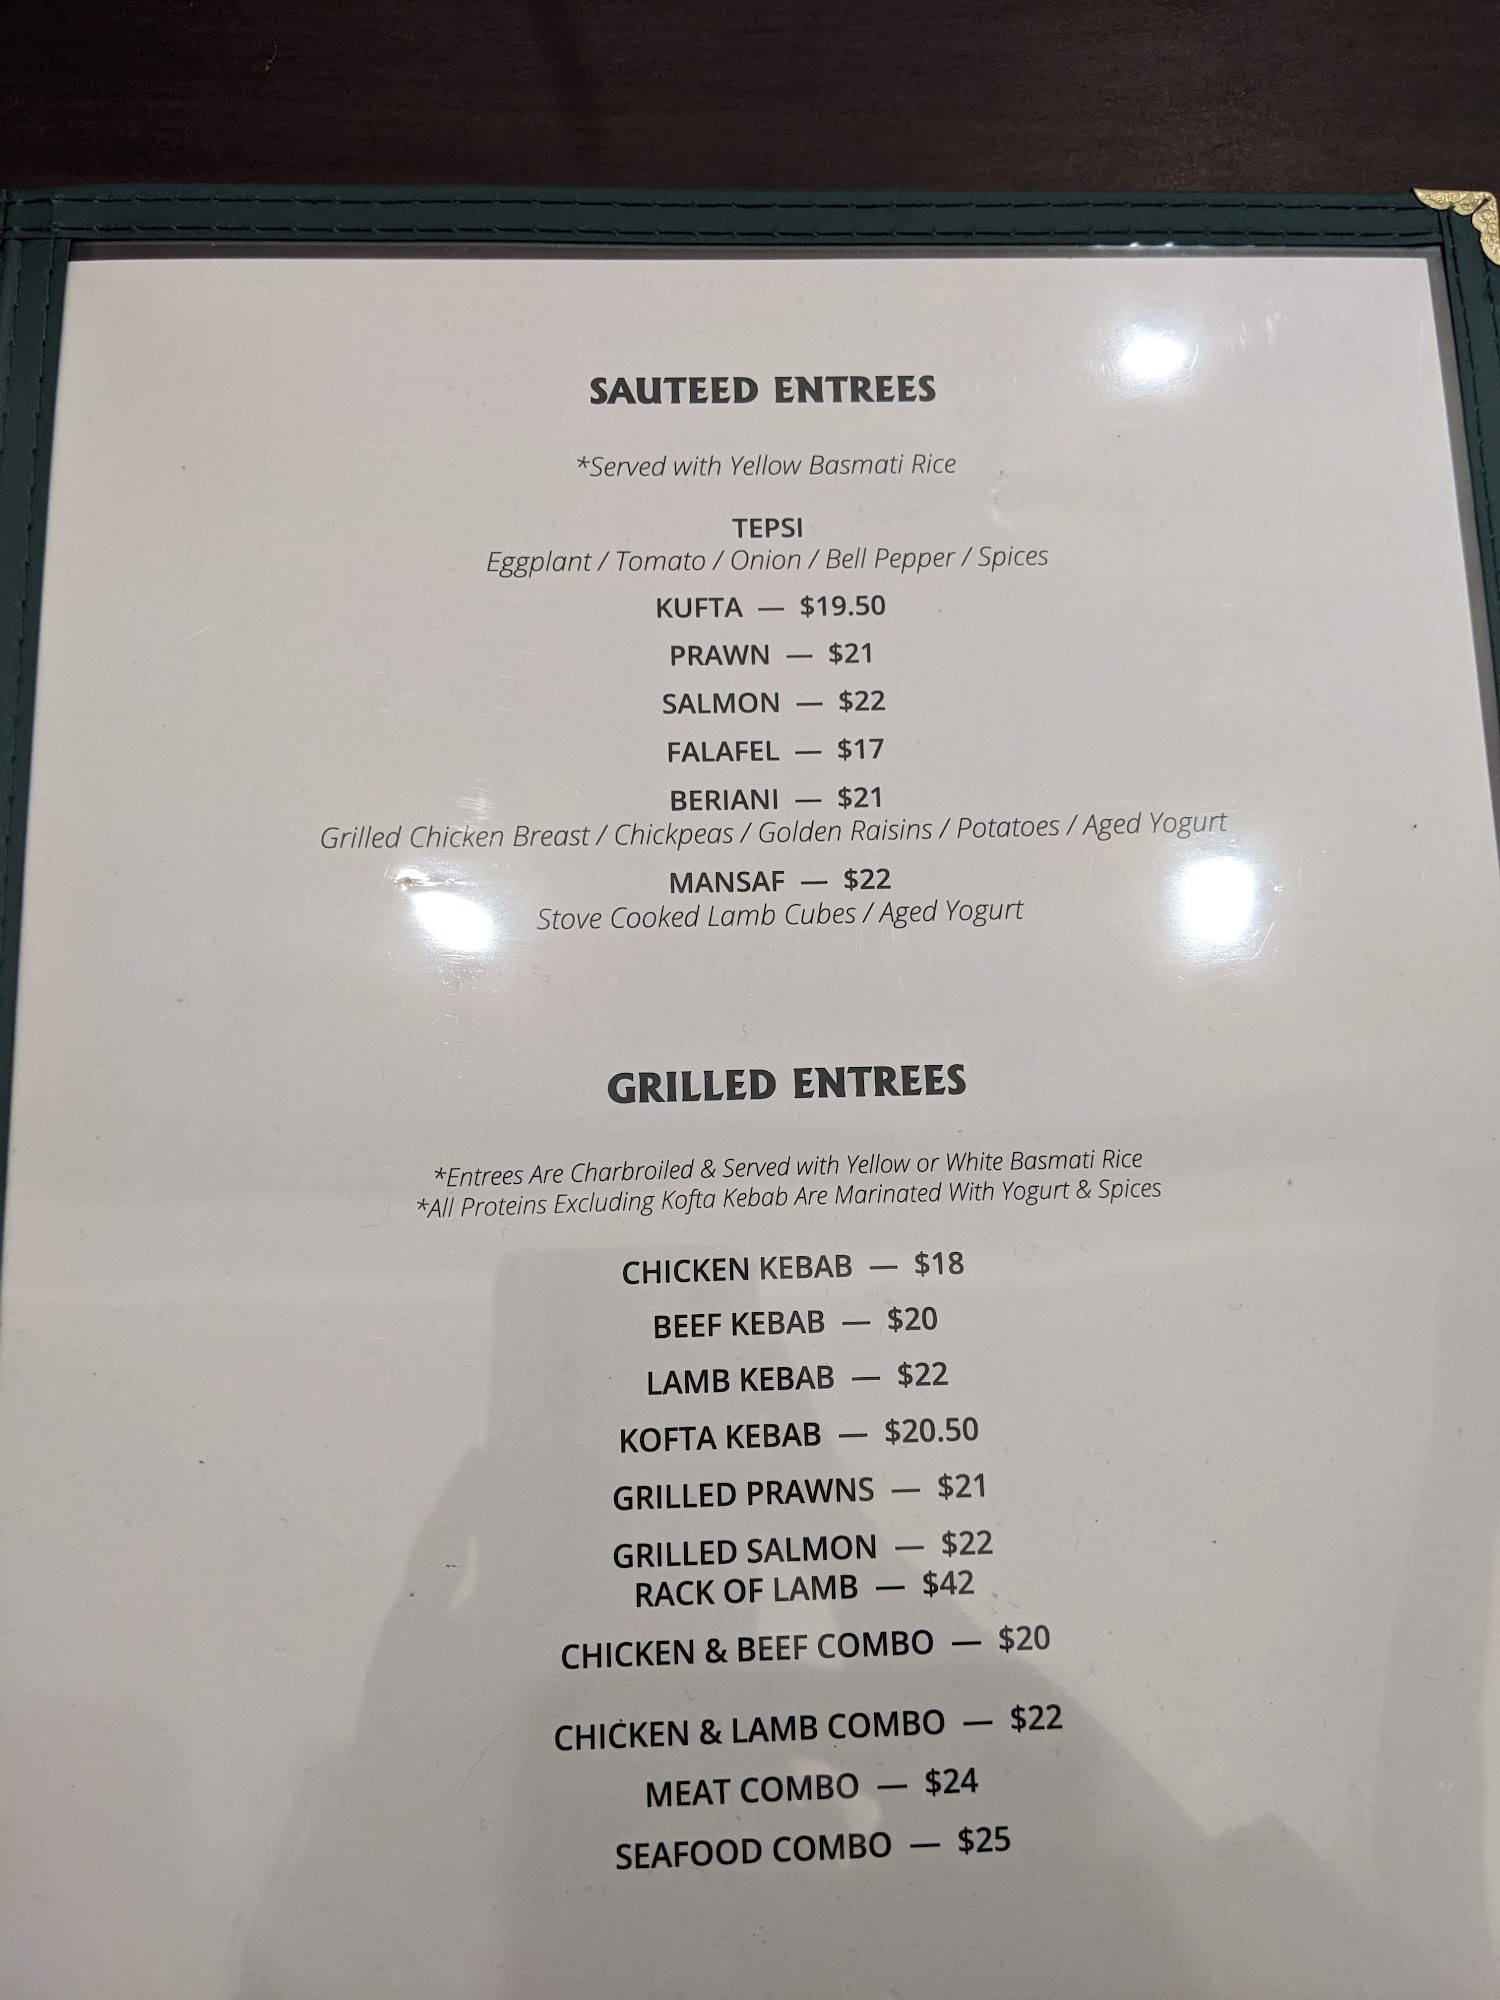 SAUTEED ENTREES
*Served with Yellow Basmati Rice
TEPSI
Eggplant / Tomato / Onion / Bell Pepper / Spices
KUFTA — $19.50
PRAWN — $21
SALMON — $22
FALAFEL — $17
BERIANI — $21
Grilled Chicken Breast / Chickpeas / Golden Raisins / Potatoes / Aged Yogurt
MANSAF — $22
Stove Cooked Lamb Cubes / Aged Yogurt
GRILLED ENTREES
*Entrees Are Charbroiled & Served with Yellow or White Basmati Rice
*All Proteins Excluding Kofta Kebab Are Marinated With Yogurt & Spices
CHICKEN KEBAB — $18
BEEF KEBAB — $20
LAMB KEBAB — $22
KOFTA KEBAB — $20.50
GRILLED PRAWNS — $21
GRILLED SALMON — $22
RACK OF LAMB — $42
CHICKEN & BEEF COMBO — $20
CHICKEN & LAMB COMBO — $22
MEAT COMBO — $24
SEAFOOD COMBO — $25